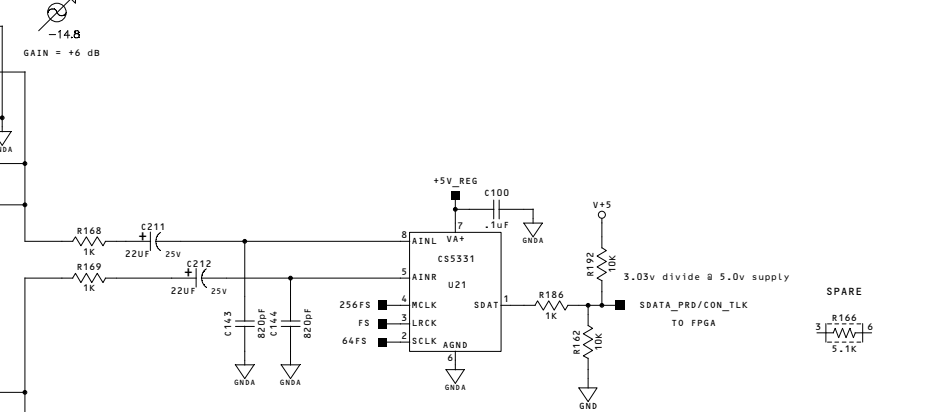 -14.8
GAIN = +6 dB
NDA
+5V_REG
C100
.1uF
GNDA
7
VA+
V+5
R192
10K
3.03v divide @ 5.0v supply
R168
1K
C211
+
22UF 25V
8 AINL
CS5331
R169
1K
C212
+
22UF 25V
5 AINR
U21
256FS 4 MCLK
SDAT 1
R186
1K
SDATA_PRD/CON_TLK
TO FPGA
FS 3 LRCK
64FS 2 SCLK
AGND
6
GNDA
C143
820pF
GNDA
C144
820pF
GNDA
R162
10K
GND
SPARE
R166
3 6
5.1K